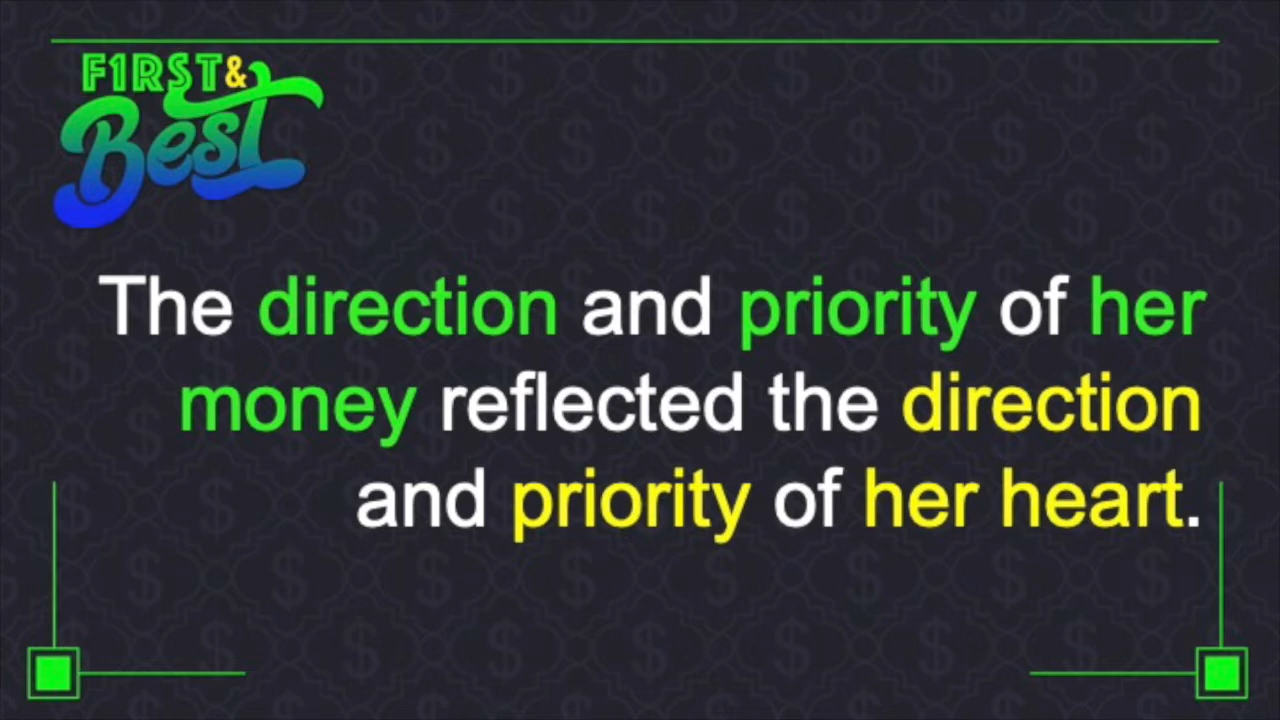 F1RST&
Best
The direction and priority of her
money reflected the direction
and priority of her heart.